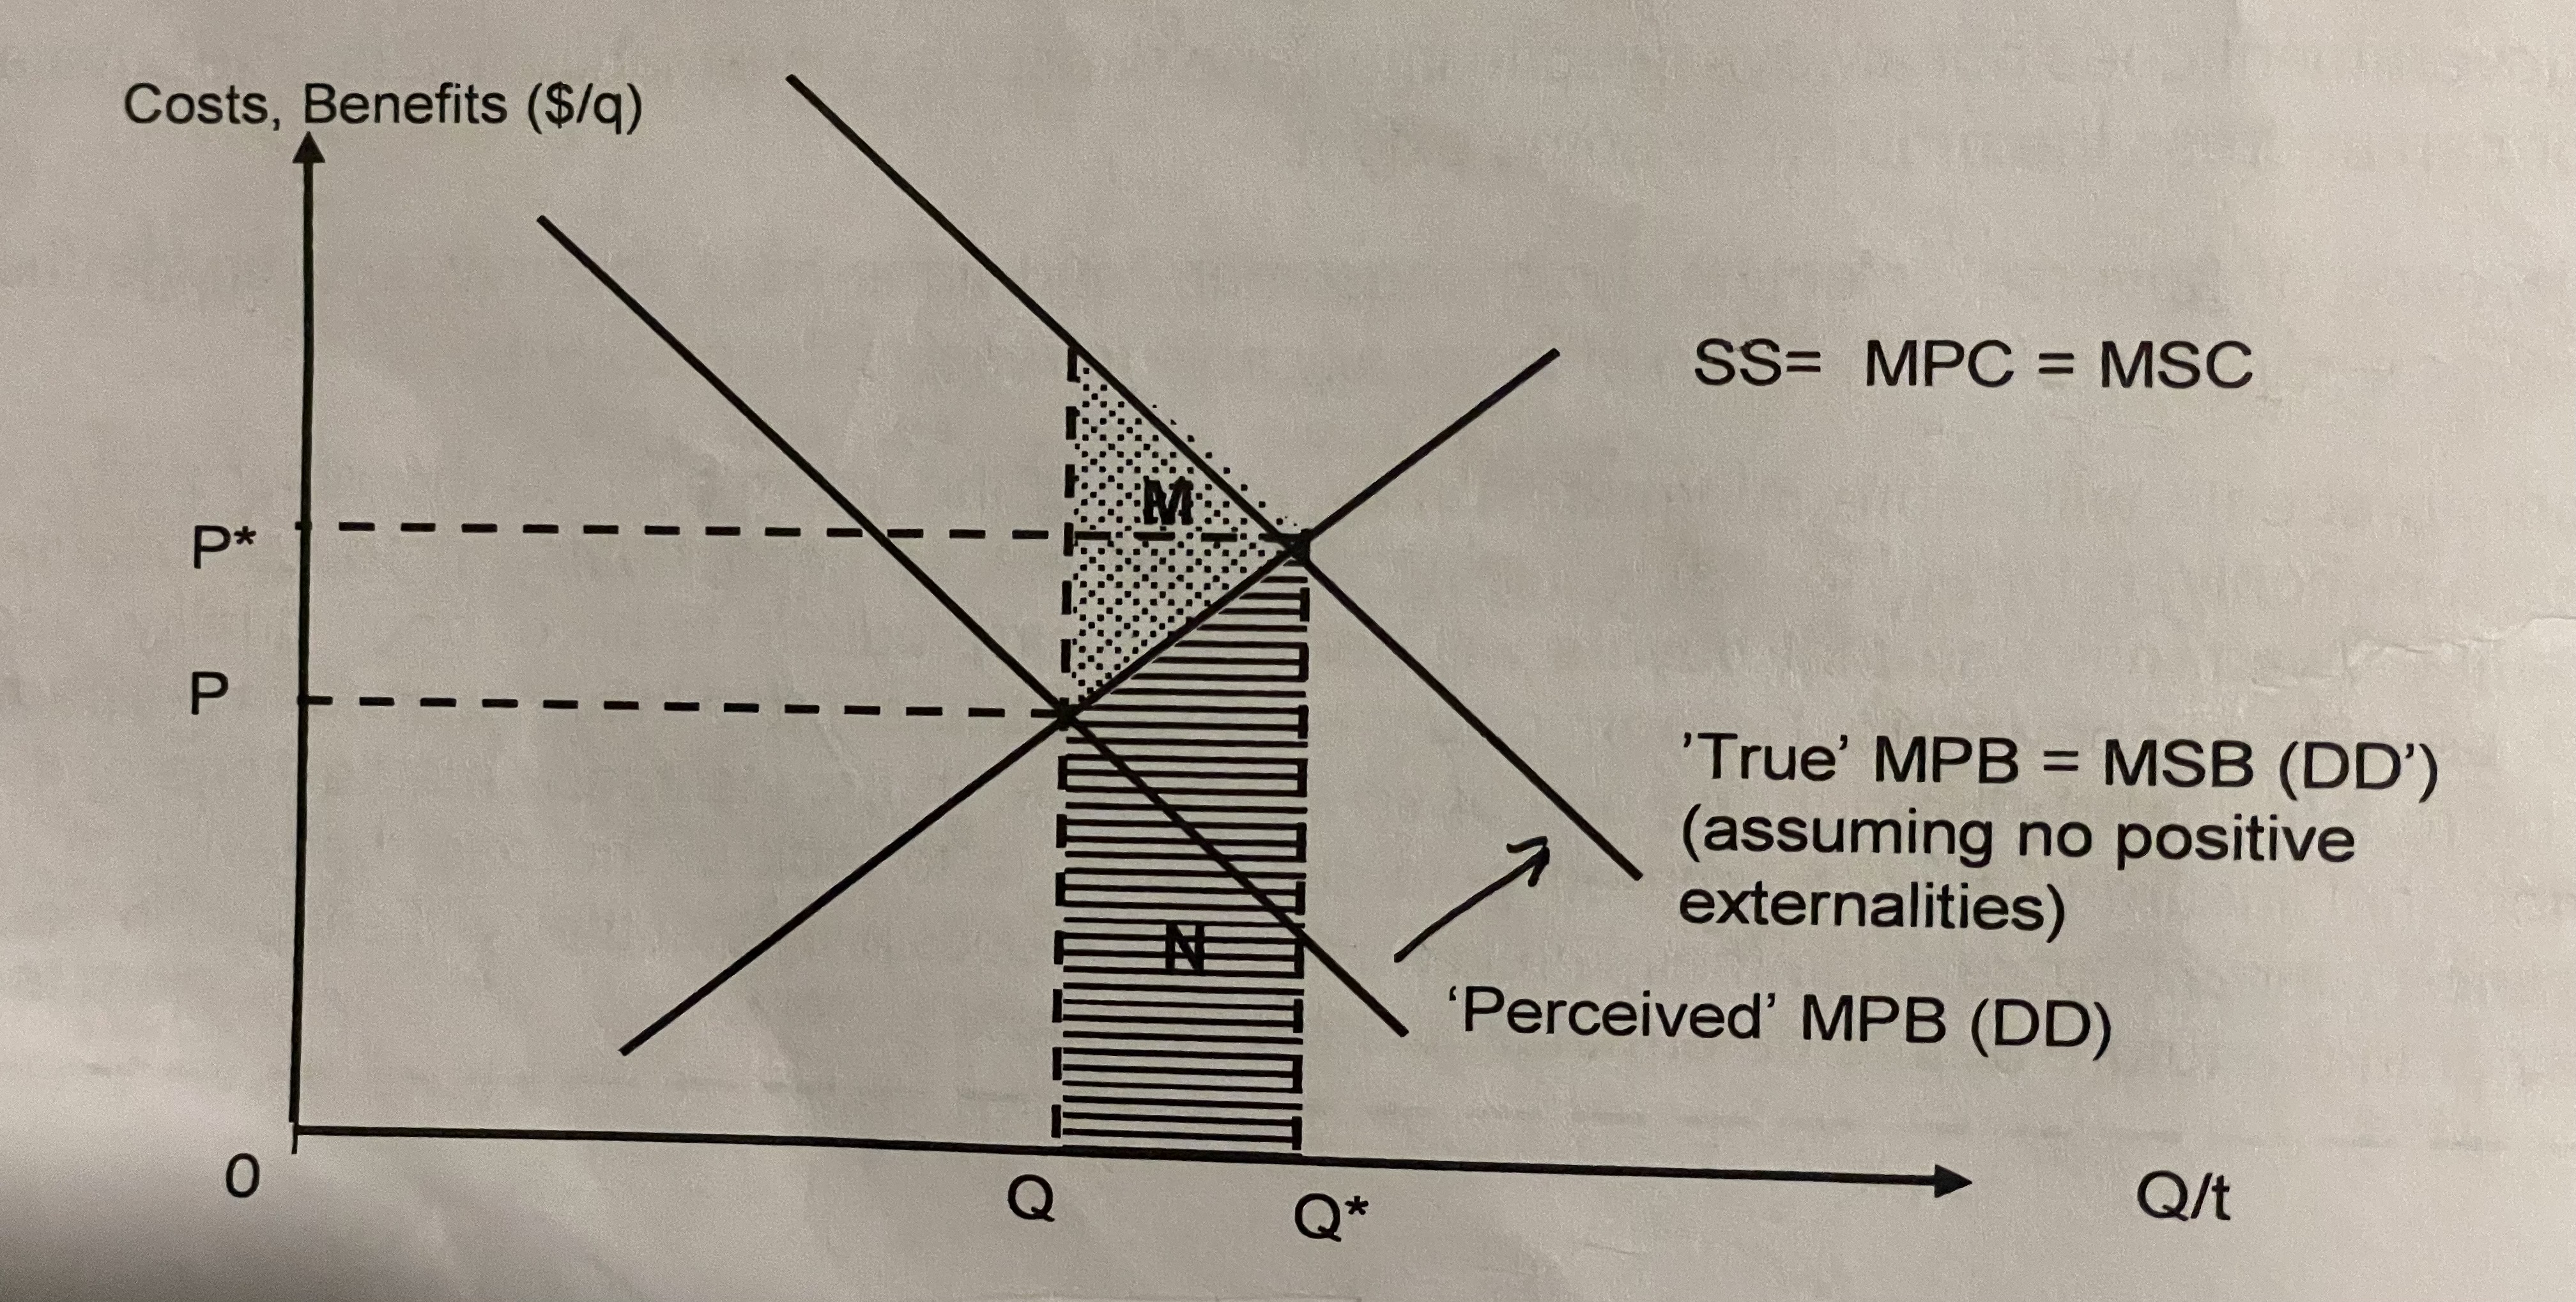 Costs, Benefits ($/q)
SS= MPC = MSC
M
P*
P
'True' MPB = MSB (DD')
(assuming no positive
externalities)
N
'Perceived' MPB (DD)
0
Q
Q*
Q/t